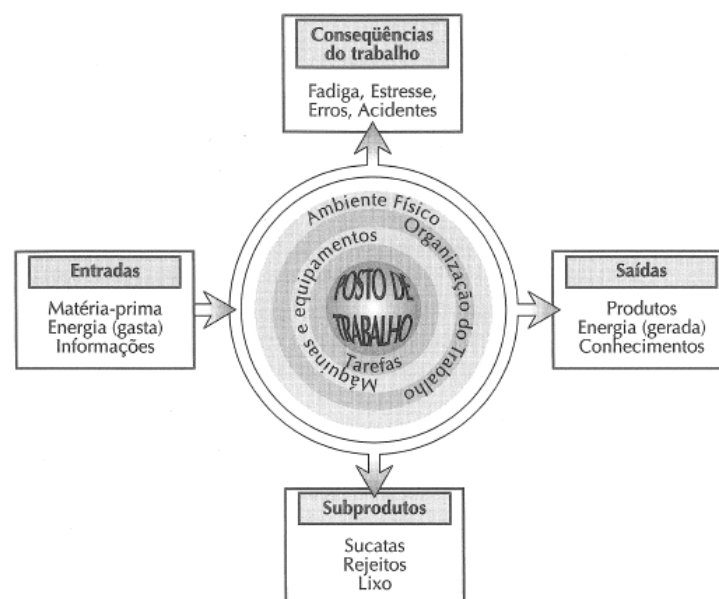 Conseqüências
do trabalho
Fadiga, Estresse,
Erros, Acidentes
Ambiente Físico
Organização do Trabalho
Máquinas e equipamentos
POSTO DE
TRABALHO
Tarefas
Entradas
Matéria-prima
Energia (gasta)
Informações
Saídas
Produtos
Energia (gerada)
Conhecimentos
Subprodutos
Sucatas
Rejeitos
Lixo